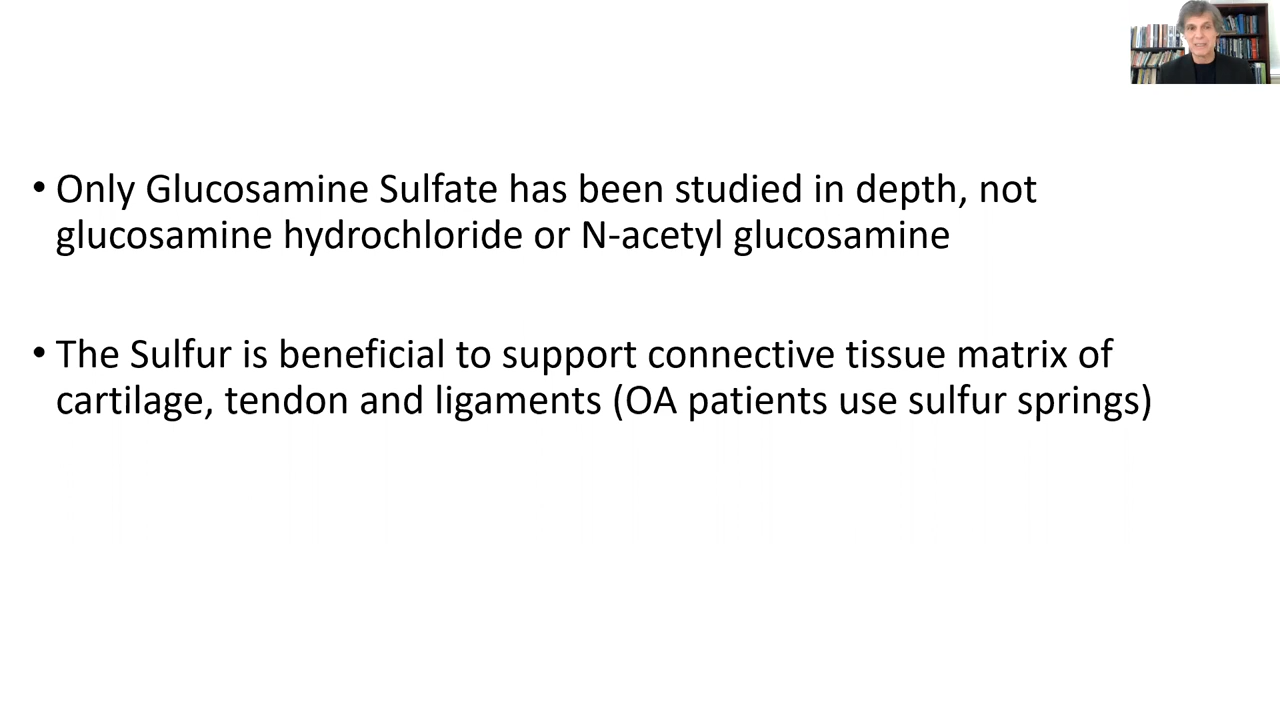 • Only Glucosamine Sulfate has been studied in depth, not
glucosamine hydrochloride or N-acetyl glucosamine
• The Sulfur is beneficial to support connective tissue matrix of
cartilage, tendon and ligaments (OA patients use sulfur springs)